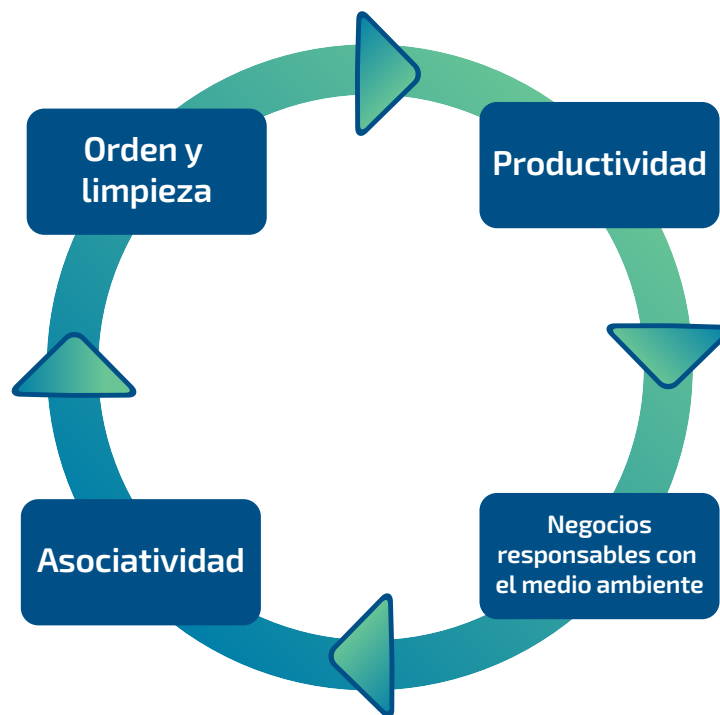 Orden y
limpieza
Productividad
Negocios
responsables con
el medio ambiente
Asociatividad